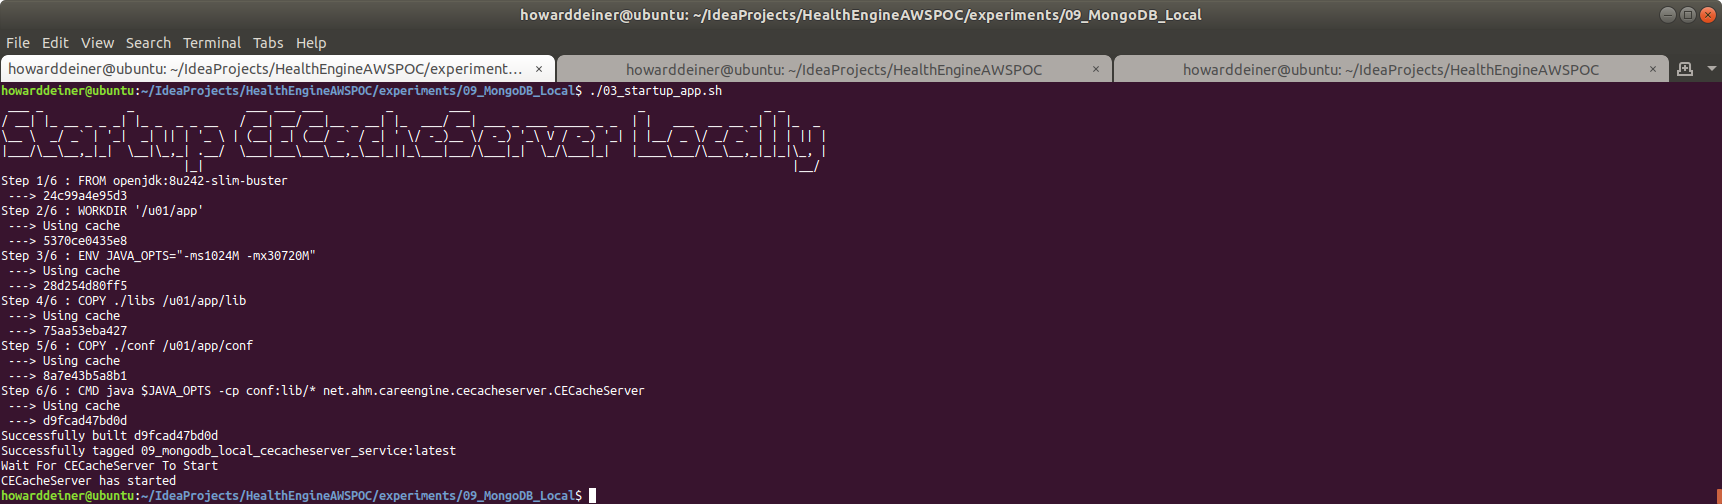 howarddeiner@ubuntu: ~/IdeaProjects/HealthEngineAWSPOC/experiments/09_MongoDB_Local
File Edit View Search Terminal Tabs Help
howarddeiner@ubuntu: ~/IdeaProjects/HealthEngineAWSPOC/experiment... × howarddeiner@ubuntu: ~/IdeaProjects/HealthEngineAWSPOC × howarddeiner@ubuntu: ~/IdeaProjects/HealthEngineAWSPOC ×
howarddeiner@ubuntu:~/IdeaProjects/HealthEngineAWSPOC/experiments/09_MongoDB_Local$ ./03_startup_app.sh
Startup CECacheServer Locally
Step 1/6 : FROM openjdk:8u242-slim-buster
 ---> 24c99a4e95d3
Step 2/6 : WORKDIR '/u01/app'
 ---> Using cache
 ---> 5370ce0435e8
Step 3/6 : ENV JAVA_OPTS="-ms1024M -mx30720M"
 ---> Using cache
 ---> 28d254d80ff5
Step 4/6 : COPY ./libs /u01/app/lib
 ---> Using cache
 ---> 75aa53eba427
Step 5/6 : COPY ./conf /u01/app/conf
 ---> Using cache
 ---> 8a7e43b5a8b1
Step 6/6 : CMD java $JAVA_OPTS -cp conf:lib/* net.ahm.careengine.cecacheserver.CECacheServer
 ---> Using cache
 ---> d9fcad47bd0d
Successfully built d9fcad47bd0d
Successfully tagged 09_mongodb_local_cecacheserver_service:latest
Wait For CECacheServer To Start
CECacheServer has started
howarddeiner@ubuntu:~/IdeaProjects/HealthEngineAWSPOC/experiments/09_MongoDB_Local$